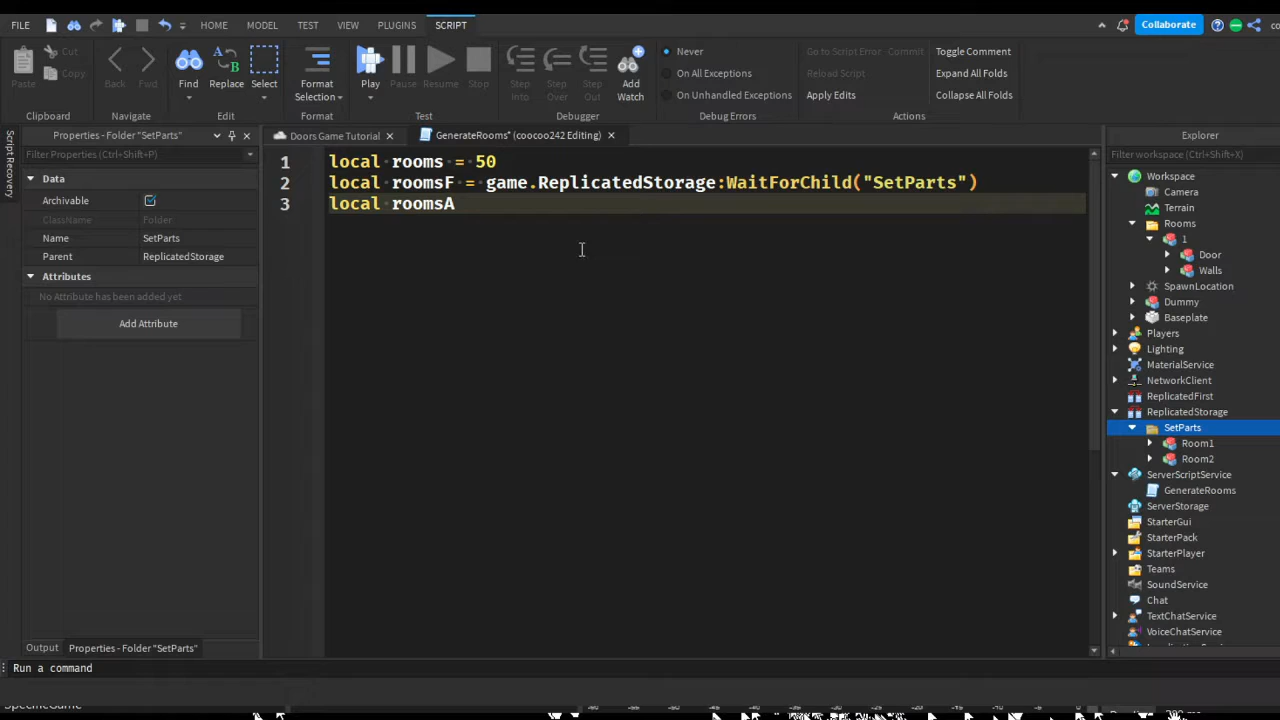 FILE HOME MODEL TEST VIEW PLUGINS SCRIPT Collaborate co
Paste Cut Copy
Back Fwd
Find Replace Select
Format Selection
Play Pause Resume Stop
Step Into Step Over Step Out Add Watch
Never
On All Exceptions
On Unhandled Exceptions
Go to Script Error - Commit
Reload Script
Apply Edits
Toggle Comment
Expand All Folds
Collapse All Folds
Clipboard Navigate Edit Format Test Debugger Debug Errors Actions
Script Recovery
Properties - Folder "SetParts"
Filter Properties (Ctrl+Shift+P)
Data
Archivable
ClassName Folder
Name SetParts
Parent ReplicatedStorage
Attributes
No Attribute has been added yet
Add Attribute
Output Properties - Folder "SetParts"
Doors Game Tutorial GenerateRooms* (coocoo242 Editing)
1 local rooms = 50
2 local roomsF = game.ReplicatedStorage:WaitForChild("SetParts")
3 local roomsA
Explorer
Filter workspace (Ctrl+Shift+X)
Workspace
Camera
Terrain
Rooms
1
Door
Walls
SpawnLocation
Dummy
Baseplate
Players
Lighting
MaterialService
NetworkClient
ReplicatedFirst
ReplicatedStorage
SetParts
Room1
Room2
ServerScriptService
GenerateRooms
ServerStorage
StarterGui
StarterPack
StarterPlayer
Teams
SoundService
Chat
TextChatService
VoiceChatService
Run a command